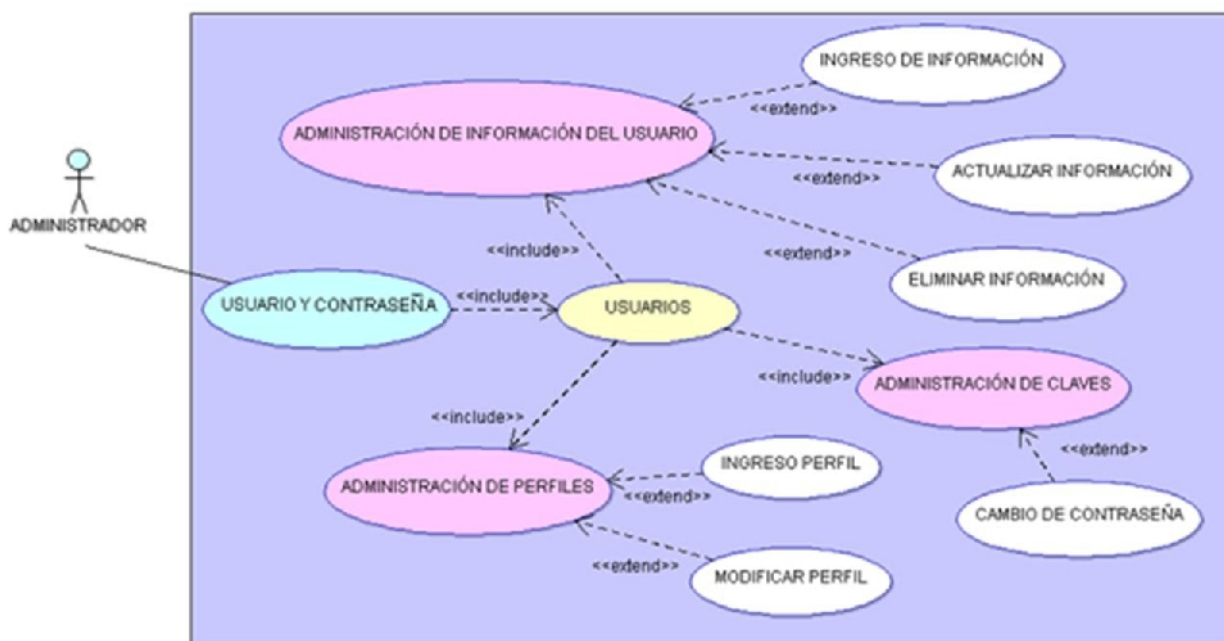 INGRESO DE INFORMACIÓN
<<extend>>
ADMINISTRACIÓN DE INFORMACIÓN DEL USUARIO
ACTUALIZAR INFORMACIÓN
<<extend>>
ADMINISTRADOR
<<include>>
<<extend>>
ELIMINAR INFORMACIÓN
USUARIO Y CONTRASEÑA
<<include>>
USUARIOS
<<include>>
ADMINISTRACIÓN DE CLAVES
<<include>>
<<extend>>
INGRESO PERFIL
ADMINISTRACIÓN DE PERFILES
<<extend>>
CAMBIO DE CONTRASEÑA
<<extend>>
MODIFICAR PERFIL